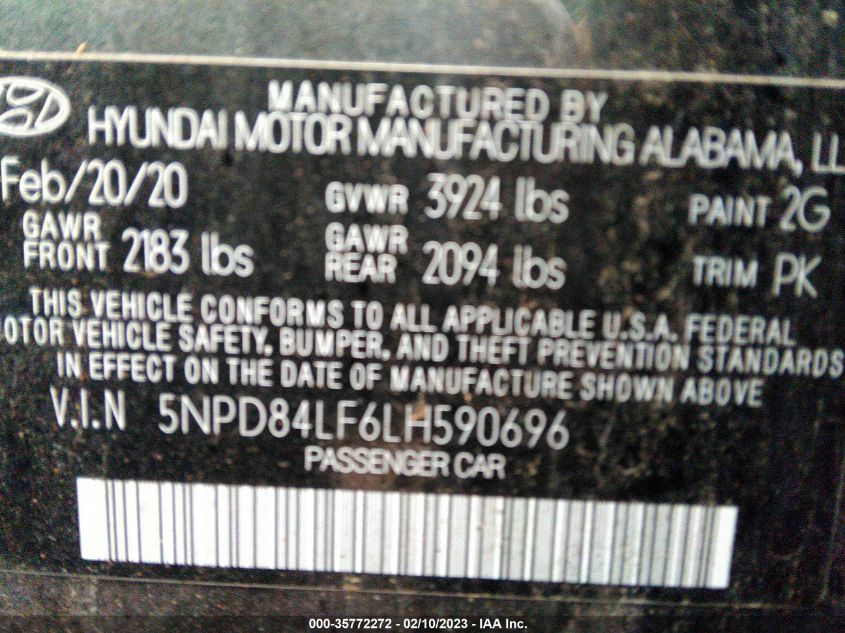 MANUFACTURED BY
HYUNDAI MOTOR MANUFACTURING ALABAMA, LL
Feb/20/20 GVWR 3924 lbs PAINT 2G
GAWR FRONT 2183 lbs GAWR REAR 2094 lbs TRIM PK
THIS VEHICLE CONFORMS TO ALL APPLICABLE U.S.A. FEDERAL
OTOR VEHICLE SAFETY, BUMPER, AND THEFT PREVENTION STANDARDS
IN EFFECT ON THE DATE OF MANUFACTURE SHOWN ABOVE
V.I.N 5NPD84LF6LH590696
PASSENGER CAR
000-35772272 - 02/10/2023 - IAA Inc.